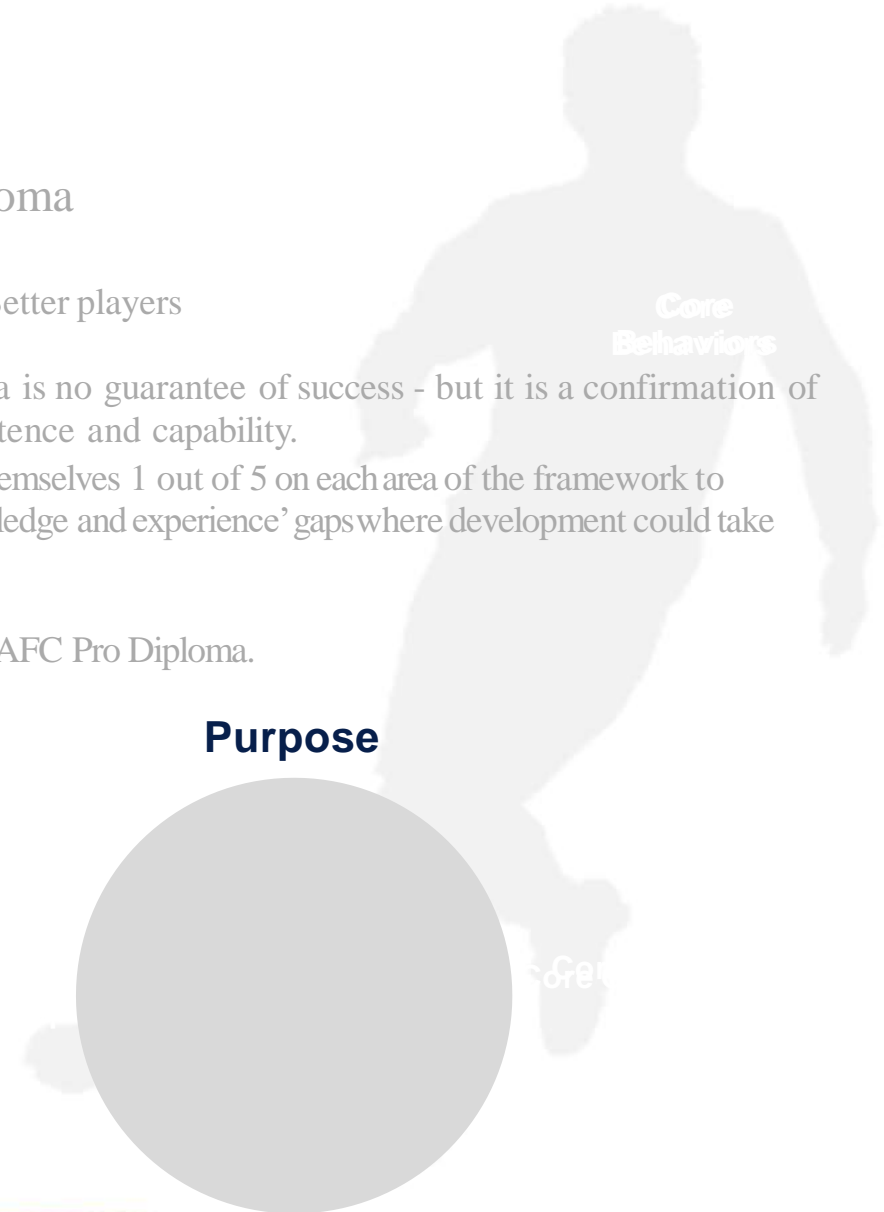 oma
Better players
Core
Behaviors
a is no guarantee of success - but it is a confirmation of
tence and capability.
emselves 1 out of 5 on each area of the framework to
ledge and experience’ gaps where development could take
AFC Pro Diploma.
Purpose
Core